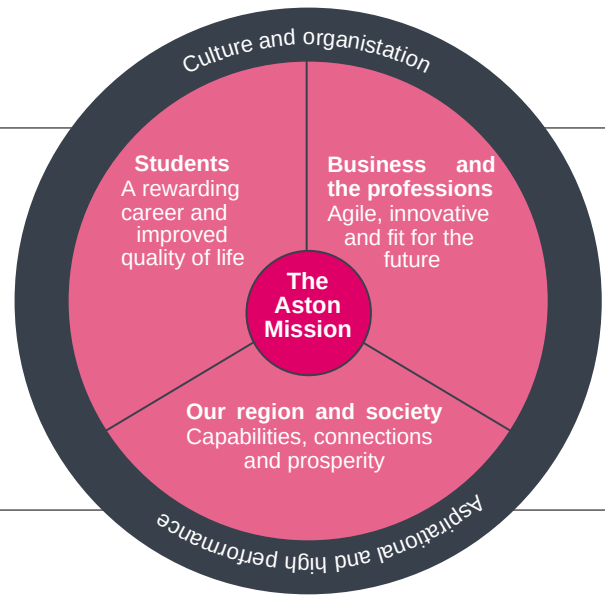 Culture and organistation
Students
A rewarding
career and
improved
quality of life
Business and
the professions
Agile, innovative
and fit for the
future
The
Aston
Mission
Our region and society
Capabilities, connections
and prosperity
Aspirational and high performance